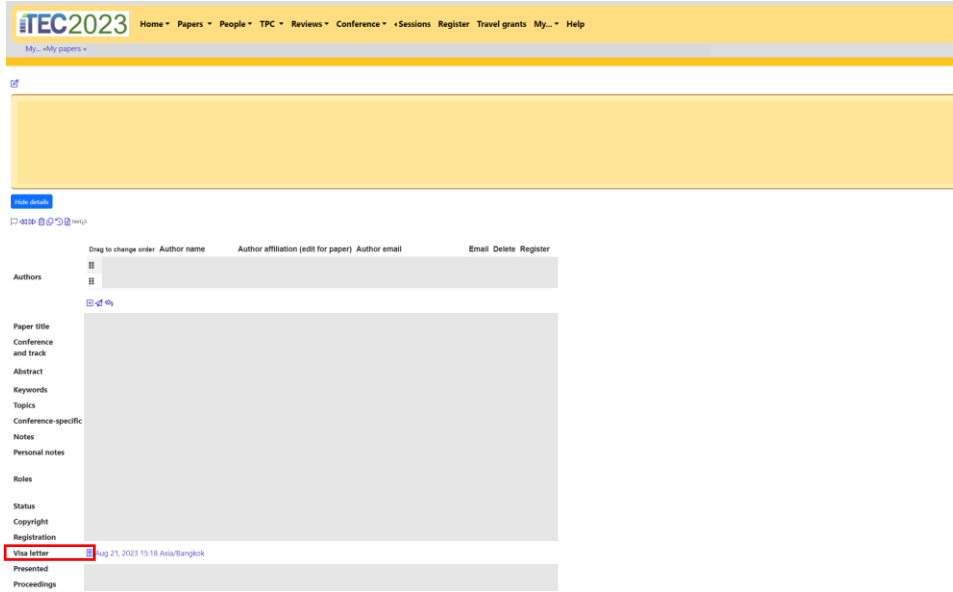 iTEC2023 Home Papers People TPC Reviews Conference Sessions Register Travel grants My... Help
My... »My papers »
Hide details
Drag to change order Author name Author affiliation (edit for paper) Author email Email Delete Register
Authors
Paper title
Conference
and track
Abstract
Keywords
Topics
Conference-specific
Notes
Personal notes
Roles
Status
Copyright
Registration
Visa letter Aug 21, 2023 15:18 Asia/Bangkok
Presented
Proceedings